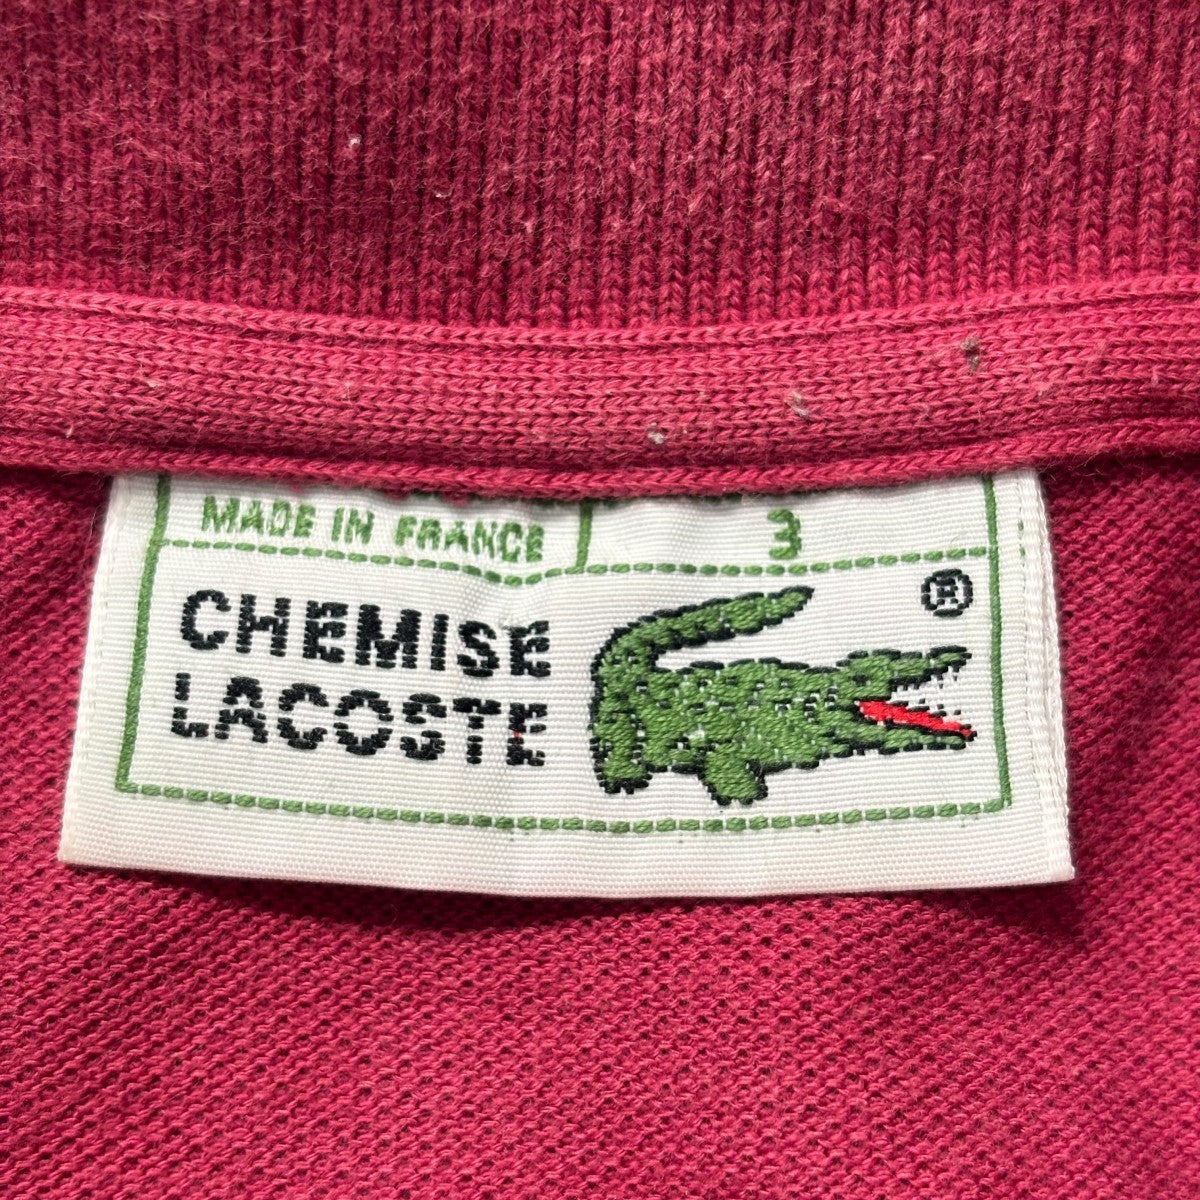 MADE IN FRANCE 3
CHEMISE ®
LACOSTE